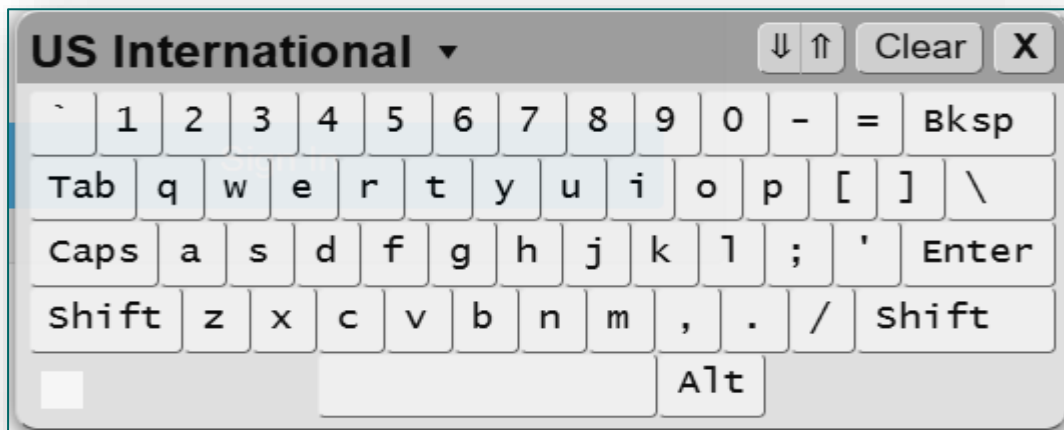 US International ▾ ⇓ ⇑ Clear X
` 1 2 3 4 5 6 7 8 9 0 - = Bksp
Tab q w e r t y u i o p [ ] \
Caps a s d f g h j k l ; ' Enter
Shift z x c v b n m , . / Shift
Alt